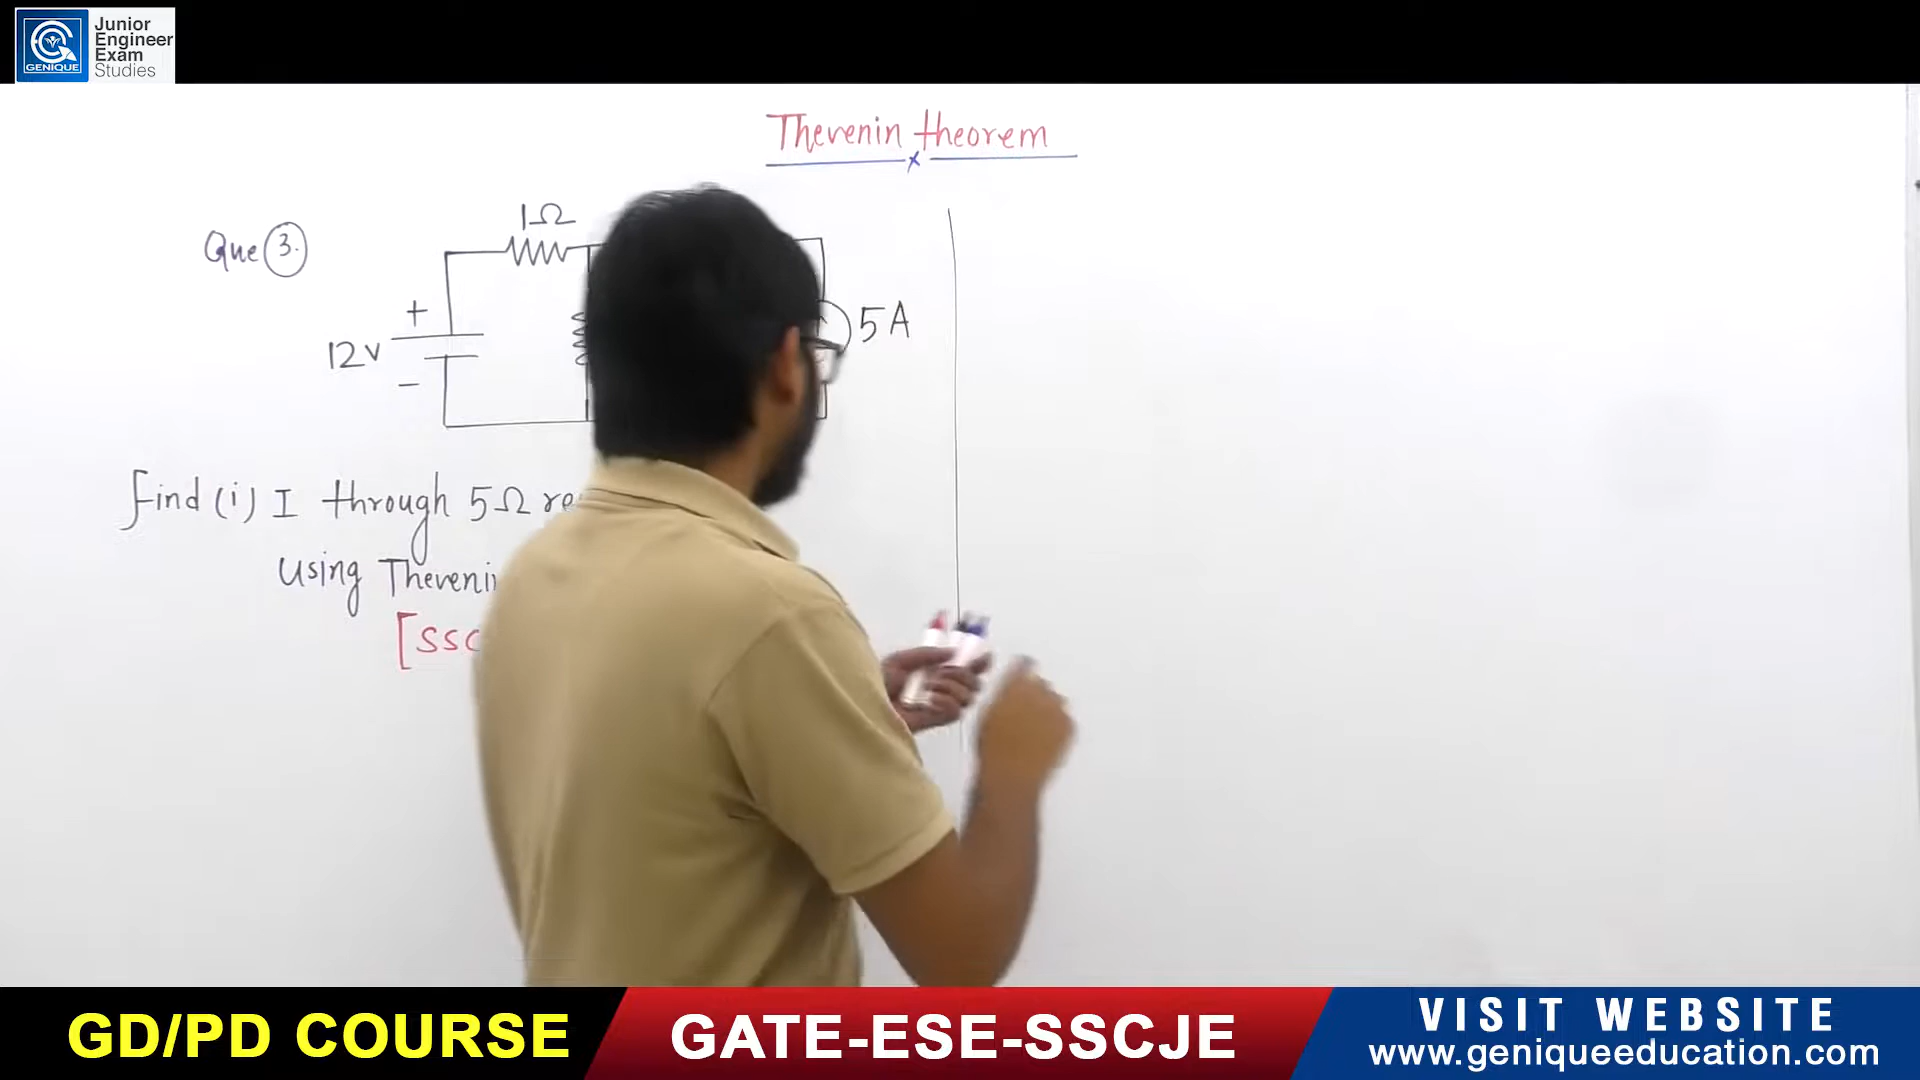 Junior
Engineer
Exam
Studies
GENIQUE
Thevenin theorem
Que 3.
1Ω
+
12V
-
5A
Find (i) I through 5Ω
using
[SSC
GD/PD COURSE
GATE-ESE-SSCJE
VISIT WEBSITE
www.geniqueeducation.com